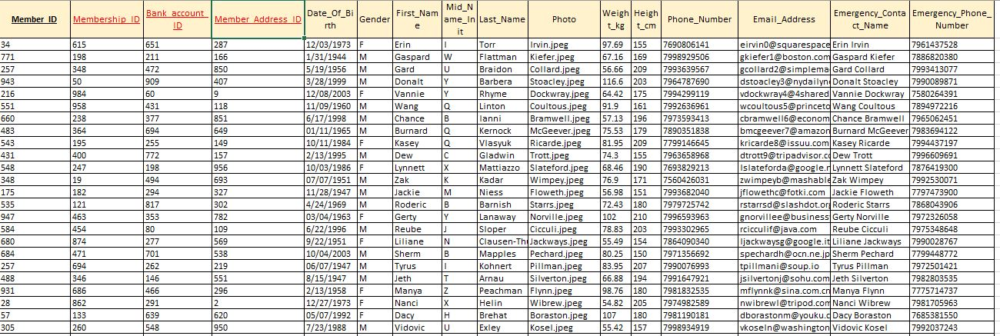 Member_ID Membership_ID Bank_account_ID Member_Address_ID Date_Of_Birth Gender First_Name Mid_Name_Init Last_Name Photo Weight_kg Height_cm Phone_Number Email_Address Emergency_Contact_Name Emergency_Phone_Number
34 615 651 287 12/03/1973 F Erin I Torr Irvin.jpeg 97.69 155 7690806141 eirvin0@squarespace Erin Irvin 7961437528
771 198 211 166 1/31/1944 M Gaspard W Flattman Kiefer.jpeg 67.16 169 7998929506 gkiefer1@boston.com Gaspard Kiefer 7886820380
257 348 472 850 5/19/1956 M Gard U Braidon Collard.jpeg 56.66 209 7993639567 gcollard2@simplema Gard Collard 7993413077
943 50 909 407 3/28/1999 M Donalt Y Barbera Stoacley.jpeg 116.6 203 7964787690 dstoacley3@nydailyn Donalt Stoacley 7990089871
216 984 60 9 12/08/2003 F Vannie Y Rhyme Dockwray.jpeg 64.42 175 7994299119 vdockwray4@4shared Vannie Dockwray 7580264391
551 958 431 118 11/09/1960 M Wang Q Linton Coultous.jpeg 91.9 161 7992636961 wcoultous5@princeto Wang Coultous 7894972216
660 238 377 851 6/17/1998 M Chance B Ianni Bramwell.jpeg 57.13 196 7973593413 cbramwell6@econom Chance Bramwell 7965062451
483 364 694 649 01/11/1965 M Burnard Q Kernock McGeever.jpeg 75.53 179 7890351838 bmcgeever7@amazon Burnard McGeever 7983694122
543 195 255 149 10/11/1984 F Kasey Q Vlasyuk Ricarde.jpeg 81.95 209 7799146645 kricarde8@issuu.com Kasey Ricarde 7994437197
431 400 772 157 2/13/1995 M Dew C Gladwin Trott.jpeg 74.3 155 7963658968 dtrott9@tripadvisor.c Dew Trott 7996609691
548 247 198 956 10/03/1986 F Lynnett X Mattiazzo Slateford.jpeg 68.46 190 7693829213 lslateforda@google.n Lynnett Slateford 7876419300
348 19 494 693 07/07/1951 M Zak K Kadar Wimpey.jpeg 76.9 171 7560426031 zwimpeyb@mashable Zak Wimpey 7992530071
175 182 294 327 11/28/1947 M Jackie M Niess Floweth.jpeg 56.98 151 7993682040 jflowethc@fotki.com Jackie Floweth 7797473900
535 121 817 302 4/24/1969 M Roderic B Barnish Starrs.jpeg 72.43 180 7979725742 rstarrsd@slashdot.org Roderic Starrs 7868043906
947 463 353 782 03/04/1963 F Gerty Y Lanaway Norville.jpeg 102 210 7996593963 gnorvillee@business Gerty Norville 7972326058
584 454 80 109 6/22/1996 M Reube J Sloper Cicculi.jpeg 78.83 203 7993302965 rcicculif@java.com Reube Cicculi 7975348648
680 874 277 569 9/22/1951 F Liliane N Clausen-Th Jackways.jpeg 55.49 154 7864090340 ljackwaysg@google.it Liliane Jackways 7990028767
684 471 701 538 10/04/2003 M Sherm B Mapples Pechard.jpeg 80.25 150 7971356692 spechardh@ocn.ne.jp Sherm Pechard 7799448772
257 694 262 219 06/07/1947 M Tyrus I Kohnert Pillman.jpeg 83.95 207 7990076993 tpillmani@soup.io Tyrus Pillman 7972501421
488 346 146 551 8/15/1947 M Jeth T Arnau Silverton.jpeg 66.88 194 7991647921 jsilvertonj@sohu.com Jeth Silverton 7982803535
931 686 466 296 2/13/1958 F Manya Z Peachman Flynn.jpeg 98.76 180 7981832535 mflynnk@sina.com.cn Manya Flynn 7775714737
28 862 291 2 12/27/1973 F Nanci X Helin Wibrew.jpeg 54.82 205 7974982589 nwibrewl@tripod.com Nanci Wibrew 7981705963
57 133 639 620 05/07/1992 F Dacy H Brehat Boraston.jpeg 107 180 7981190181 dborastonm@youku.c Dacy Boraston 7685381550
305 260 548 950 7/23/1988 M Vidovic U Exley Kosel.jpeg 55.42 157 7998934919 vkoseln@washington Vidovic Kosel 7992037243